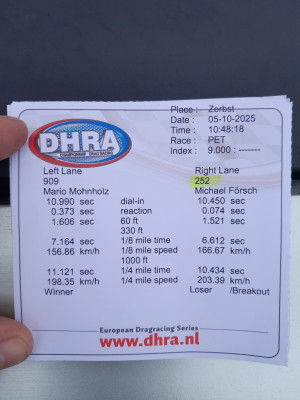 DHRA
CHAMPIONSHIP DRAG RACING
Place : Zerbst
Date : 05-10-2025
Time : 10:48:18
Race : PET
Index : 9.000 : -------
Left Lane Right Lane
909 252
Mario Mohnholz Michael Försch
10.990 sec dial-in 10.450 sec
0.373 sec reaction 0.074 sec
1.606 sec 60 ft 1.521 sec
330 ft
7.164 sec 1/8 mile time 6.612 sec
156.86 km/h 1/8 mile speed 166.67 km/h
1000 ft
11.121 sec 1/4 mile time 10.434 sec
198.35 km/h 1/4 mile speed 203.39 km/h
Winner Loser /Breakout
European Dragracing Series
www.dhra.nl